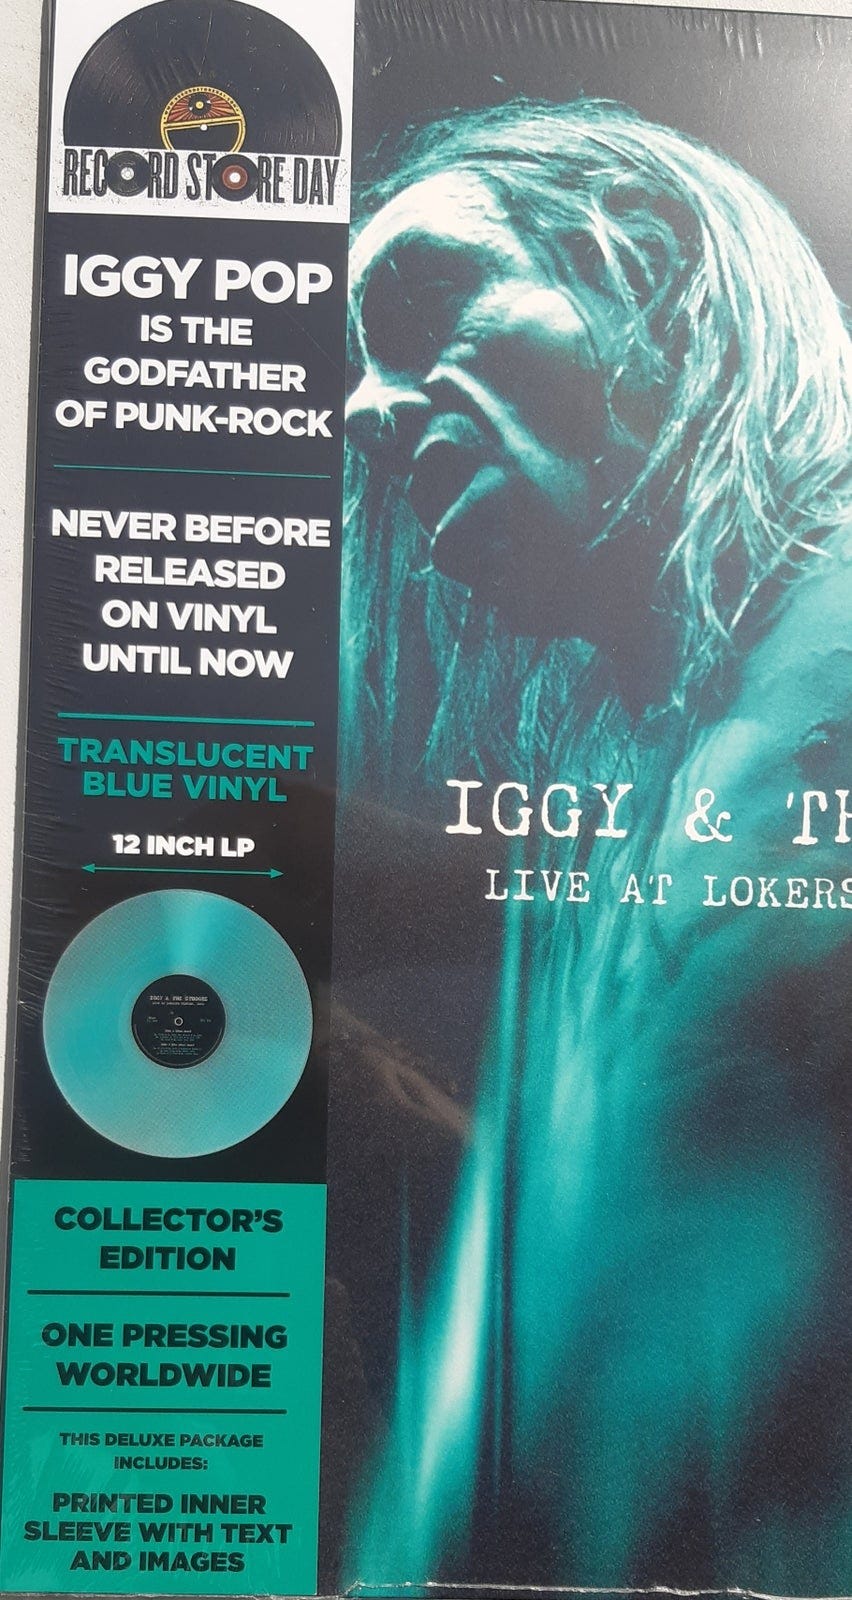 RECORD STORE DAY
IGGY POP
IS THE
GODFATHER
OF PUNK-ROCK
NEVER BEFORE
RELEASED
ON VINYL
UNTIL NOW
TRANSLUCENT
BLUE VINYL
12 INCH LP
IGGY & THE STOOGES
COLLECTOR'S
EDITION
ONE PRESSING
WORLDWIDE
THIS DELUXE PACKAGE
INCLUDES:
PRINTED INNER
SLEEVE WITH TEXT
AND IMAGES
IGGY & TH
LIVE AT LOKERS